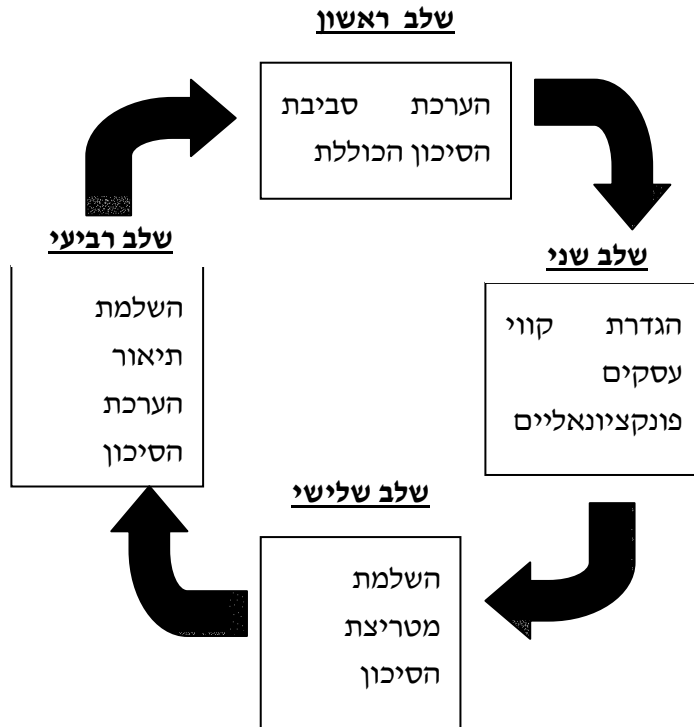 שלב ראשון
הערכת סביבת
הסיכון הכוללת
שלב שני
הגדרת קווי
עסקים
פונקציונאליים
שלב שלישי
השלמת
מטריצת
הסיכון
שלב רביעי
השלמת
תיאור
הערכת
הסיכון